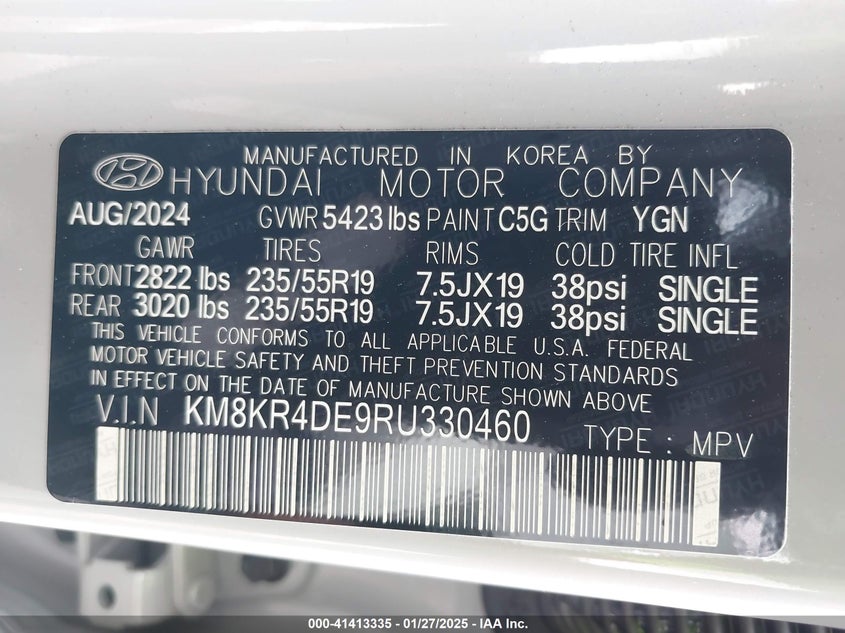 MANUFACTURED IN KOREA BY
HYUNDAI MOTOR COMPANY
AUG/2024 GVWR 5423 lbs PAINT C5G TRIM YGN
GAWR TIRES RIMS COLD TIRE INFL
FRONT 2822 lbs 235/55R19 7.5JX19 38psi SINGLE
REAR 3020 lbs 235/55R19 7.5JX19 38psi SINGLE
THIS VEHICLE CONFORMS TO ALL APPLICABLE U.S.A. FEDERAL
MOTOR VEHICLE SAFETY AND THEFT PREVENTION STANDARDS
IN EFFECT ON THE DATE OF MANUFACTURE SHOWN ABOVE
V.I.N KM8KR4DE9RU330460 TYPE : MPV
000-41413335 - 01/27/2025 - IAA Inc.